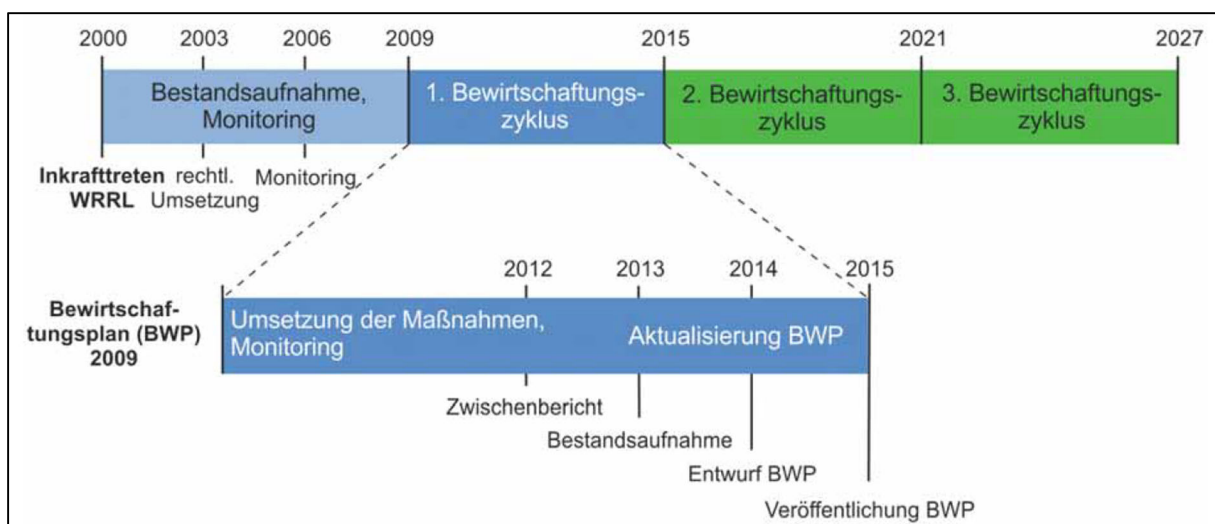 2000 2003 2006 2009 2015 2021 2027
Bestandsaufnahme,
Monitoring
1. Bewirtschaftungs-
zyklus
2. Bewirtschaftungs-
zyklus
3. Bewirtschaftungs-
zyklus
Inkrafttreten
WRRL
rechtl.
Umsetzung
Monitoring
2012 2013 2014 2015
Bewirtschaf-
tungsplan (BWP)
2009
Umsetzung der Maßnahmen,
Monitoring
Aktualisierung BWP
Zwischenbericht
Bestandsaufnahme
Entwurf BWP
Veröffentlichung BWP